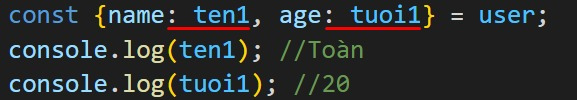 const {name: ten1, age: tuoi1} = user;
console.log(ten1); //Toàn
console.log(tuoi1); //20